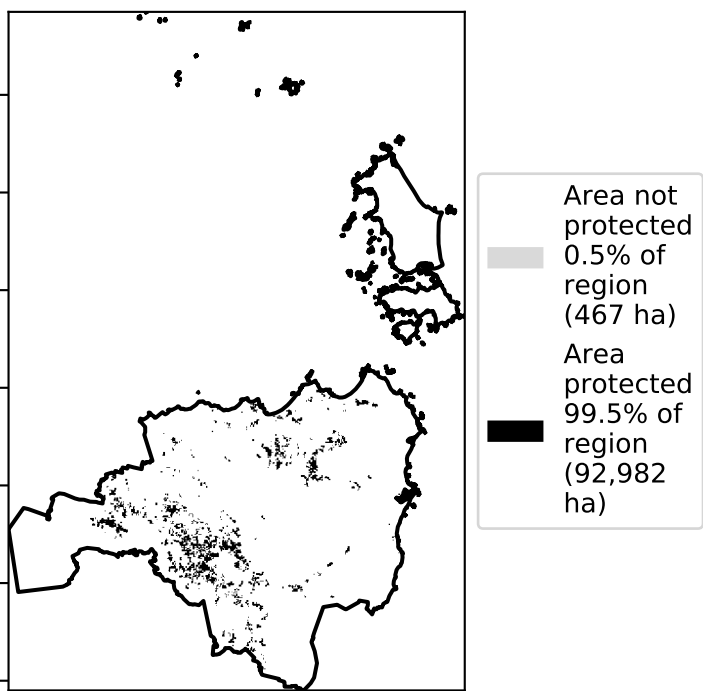 Area not
protected
0.5% of
region
(467 ha)
Area
protected
99.5% of
region
(92,982
ha)